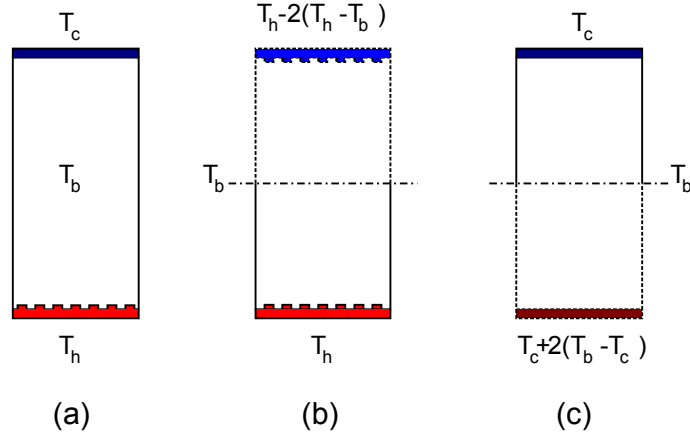 T_c
T_b
T_h
(a)
T_h-2(T_h -T_b )
T_b
T_h
(b)
T_c
T_b
T_c+2(T_b -T_c)
(c)